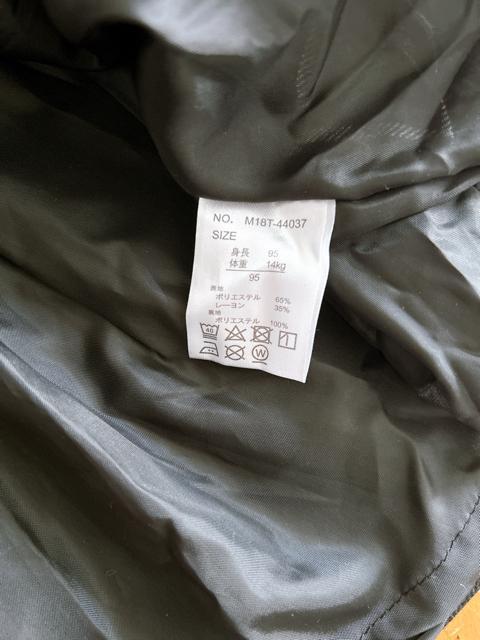 NO. M18T-44037
SIZE
身長 95
体重 14kg
95
表地
ポリエステル 65%
レーヨン 35%
裏地
ポリエステル 100%
40
W